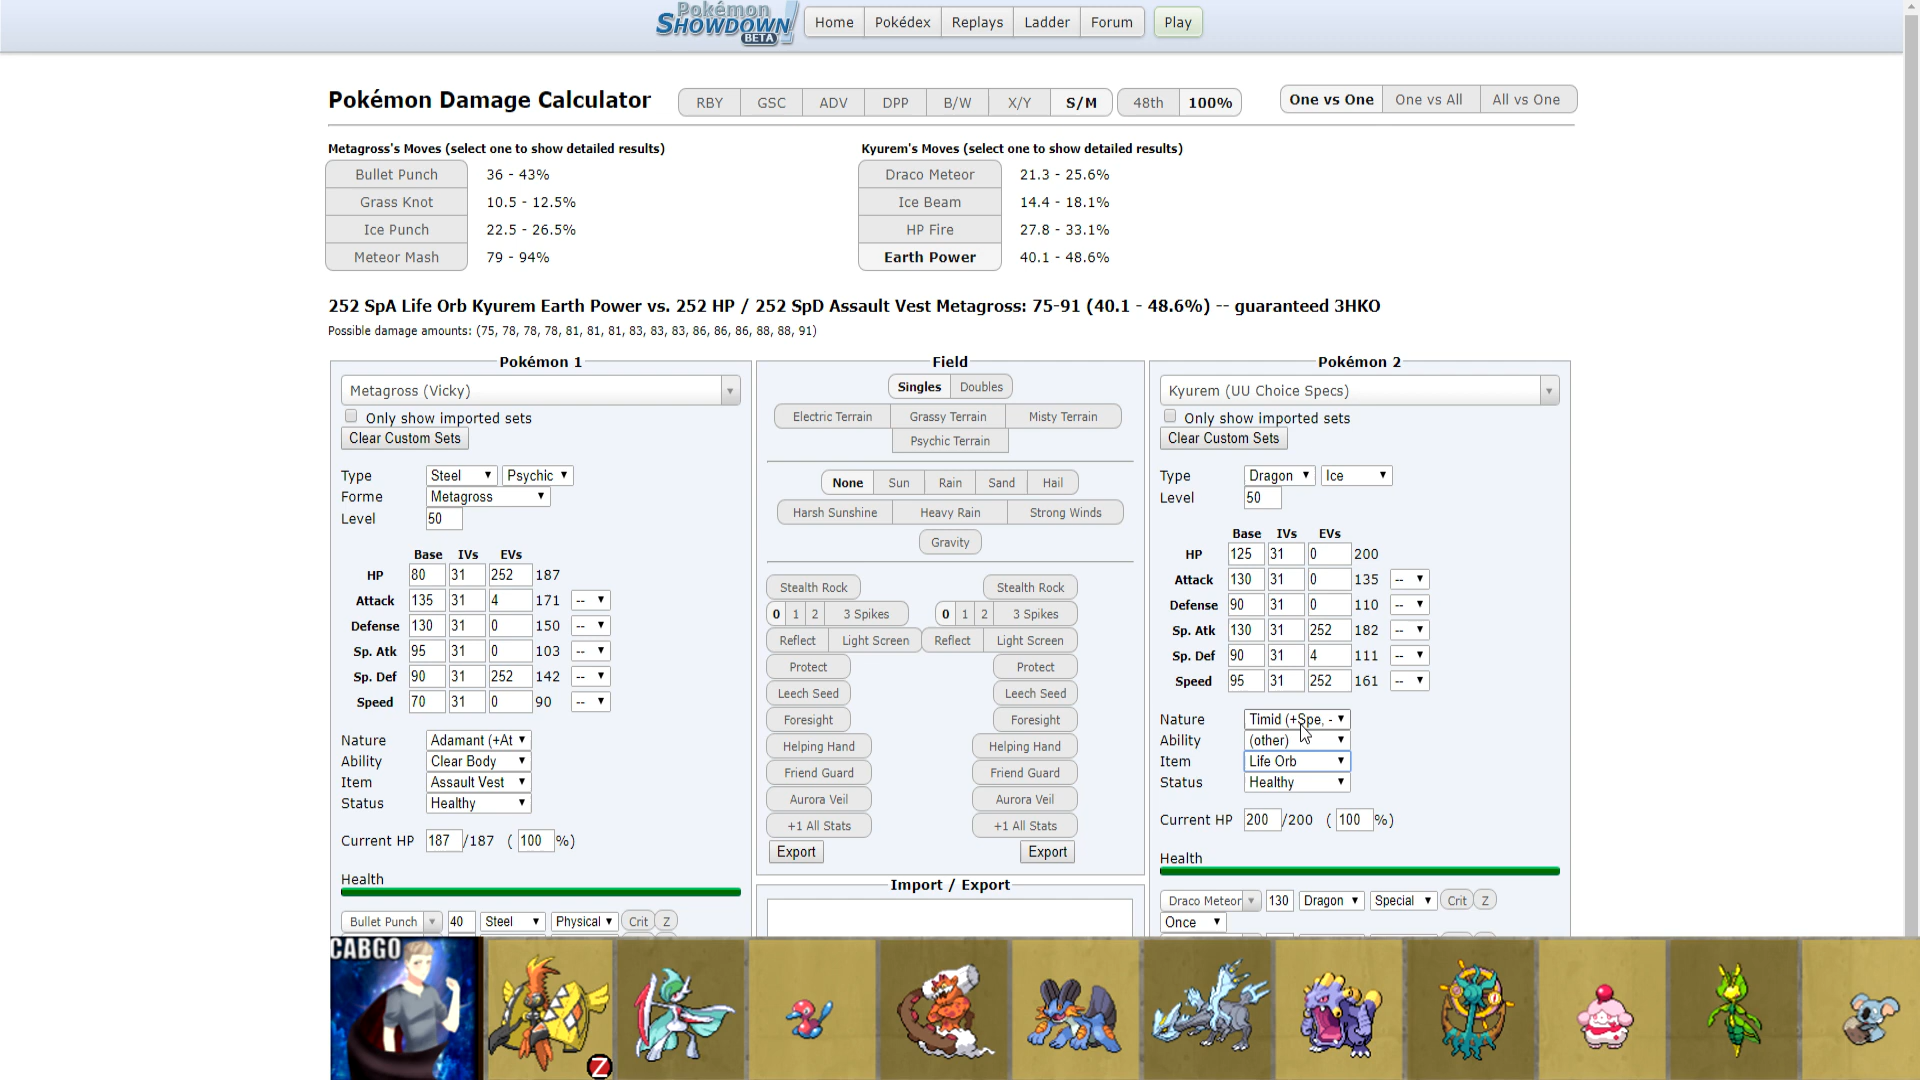 Pokémon
SHOWDOWN!
BETA
Home Pokédex Replays Ladder Forum Play
Pokémon Damage Calculator RBY GSC ADV DPP B/W X/Y S/M 48th 100% One vs One One vs All All vs One
Metagross's Moves (select one to show detailed results)
Bullet Punch 36 - 43%
Grass Knot 10.5 - 12.5%
Ice Punch 22.5 - 26.5%
Meteor Mash 79 - 94%
Kyurem's Moves (select one to show detailed results)
Draco Meteor 21.3 - 25.6%
Ice Beam 14.4 - 18.1%
HP Fire 27.8 - 33.1%
Earth Power 40.1 - 48.6%
252 SpA Life Orb Kyurem Earth Power vs. 252 HP / 252 SpD Assault Vest Metagross: 75-91 (40.1 - 48.6%) -- guaranteed 3HKO
Possible damage amounts: (75, 78, 78, 78, 81, 81, 81, 83, 83, 83, 86, 86, 86, 88, 88, 91)
Pokémon 1
Metagross (Vicky)
Only show imported sets
Clear Custom Sets
Type Steel Psychic
Forme Metagross
Level 50
Base IVs EVs
HP 80 31 252 187
Attack 135 31 4 171 --
Defense 130 31 0 150 --
Sp. Atk 95 31 0 103 --
Sp. Def 90 31 252 142 --
Speed 70 31 0 90 --
Nature Adamant (+At
Ability Clear Body
Item Assault Vest
Status Healthy
Current HP 187 /187 ( 100 %)
Health
Bullet Punch 40 Steel Physical Crit Z
Field
Singles Doubles
Electric Terrain Grassy Terrain Misty Terrain
Psychic Terrain
None Sun Rain Sand Hail
Harsh Sunshine Heavy Rain Strong Winds
Gravity
Stealth Rock Stealth Rock
0 1 2 3 Spikes 0 1 2 3 Spikes
Reflect Light Screen Reflect Light Screen
Protect Protect
Leech Seed Leech Seed
Foresight Foresight
Helping Hand Helping Hand
Friend Guard Friend Guard
Aurora Veil Aurora Veil
+1 All Stats +1 All Stats
Export Export
Import / Export
Pokémon 2
Kyurem (UU Choice Specs)
Only show imported sets
Clear Custom Sets
Type Dragon Ice
Level 50
Base IVs EVs
HP 125 31 0 200
Attack 130 31 0 135 --
Defense 90 31 0 110 --
Sp. Atk 130 31 252 182 --
Sp. Def 90 31 4 111 --
Speed 95 31 252 161 --
Nature Timid (+Spe, -
Ability (other)
Item Life Orb
Status Healthy
Current HP 200 /200 ( 100 %)
Health
Draco Meteor 130 Dragon Special Crit Z
Once
CABGO
Z